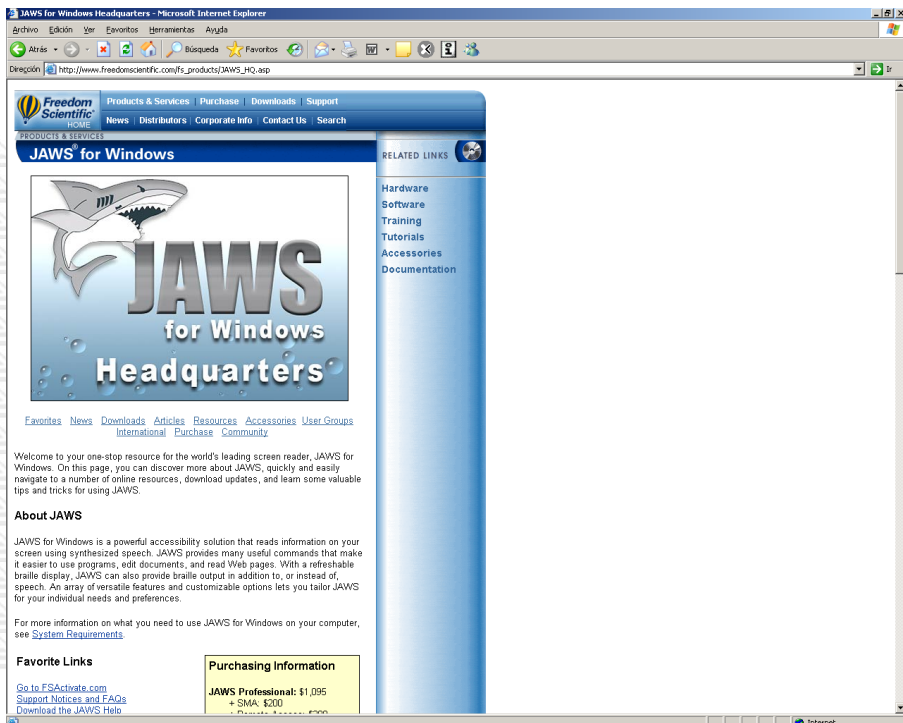 JAWS for Windows Headquarters - Microsoft Internet Explorer
Archivo Edición Ver Favoritos Herramientas Ayuda
Atrás Búsqueda Favoritos
Dirección http://www.freedomscientific.com/fs_products/JAWS_HQ.asp Ir
Freedom Scientific®
HOME
Products & Services | Purchase | Downloads | Support
News | Distributors | Corporate Info | Contact Us | Search
PRODUCTS & SERVICES
JAWS® for Windows
RELATED LINKS
Hardware
Software
Training
Tutorials
Accessories
Documentation
JAWS
for Windows
Headquarters
Favorites News Downloads Articles Resources Accessories User Groups
International Purchase Community
Welcome to your one-stop resource for the world's leading screen reader, JAWS for
Windows. On this page, you can discover more about JAWS, quickly and easily
navigate to a number of online resources, download updates, and learn some valuable
tips and tricks for using JAWS.
About JAWS
JAWS for Windows is a powerful accessibility solution that reads information on your
screen using synthesized speech. JAWS provides many useful commands that make
it easier to use programs, edit documents, and read Web pages. With a refreshable
braille display, JAWS can also provide braille output in addition to, or instead of,
speech. An array of versatile features and customizable options lets you tailor JAWS
for your individual needs and preferences.
For more information on what you need to use JAWS for Windows on your computer,
see System Requirements.
Favorite Links
Go to FSActivate.com
Support Notices and FAQs
Download the JAWS Help
Purchasing Information
JAWS Professional: $1,095
+ SMA: $200
+ Remote Access: $200
Internet